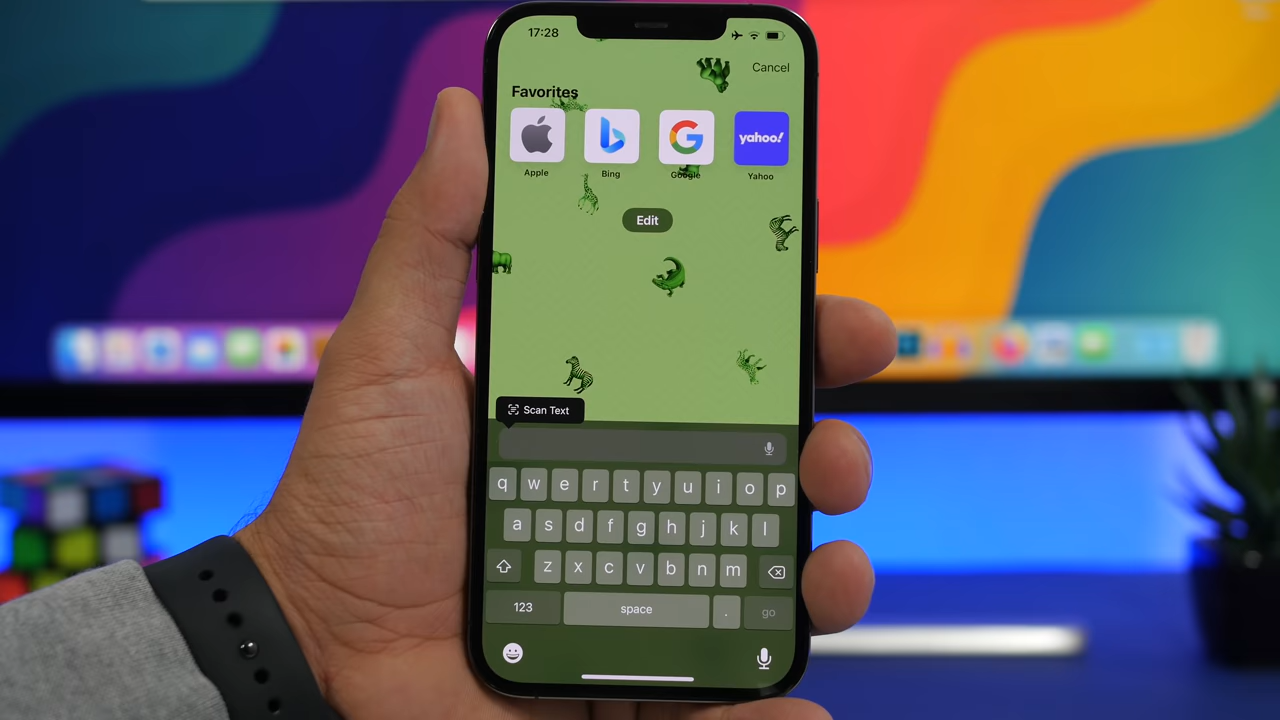 17:28
Cancel
Favorites
yahoo!
Apple
Bing
Google
Yahoo
Edit
Scan Text
q w e r t y u i o p
a s d f g h j k l
z x c v b n m
123 space . go